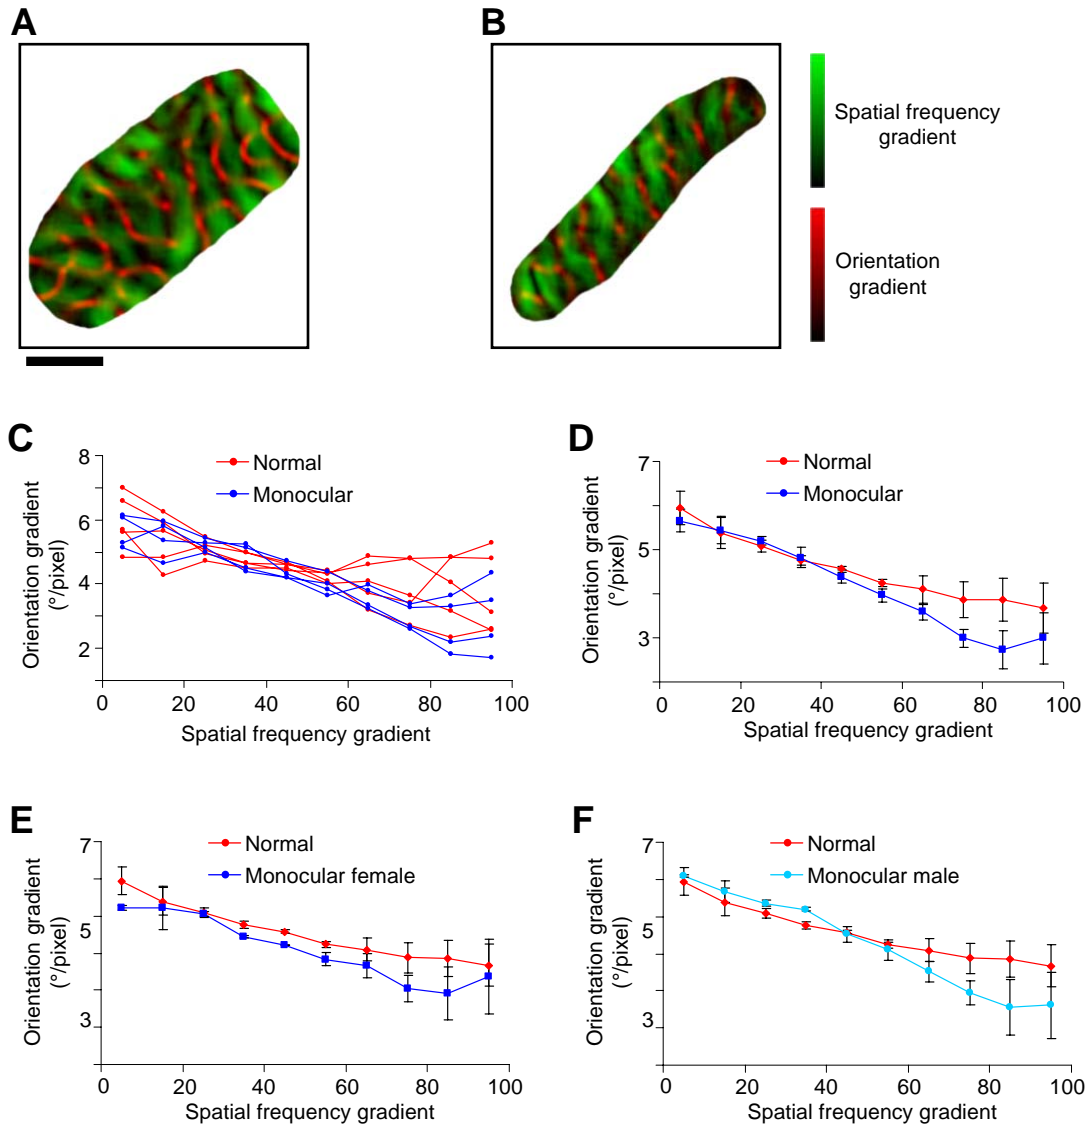 A
B
Spatial frequency
gradient
Orientation
gradient
C
Normal
Monocular
8
6
4
2
0
20
40
60
80
100
Orientation gradient
(°/pixel)
Spatial frequency gradient
D
Normal
Monocular
7
5
3
0
20
40
60
80
100
Orientation gradient
(°/pixel)
Spatial frequency gradient
E
Normal
Monocular female
7
5
3
0
20
40
60
80
100
Orientation gradient
(°/pixel)
Spatial frequency gradient
F
Normal
Monocular male
7
5
3
0
20
40
60
80
100
Orientation gradient
(°/pixel)
Spatial frequency gradient